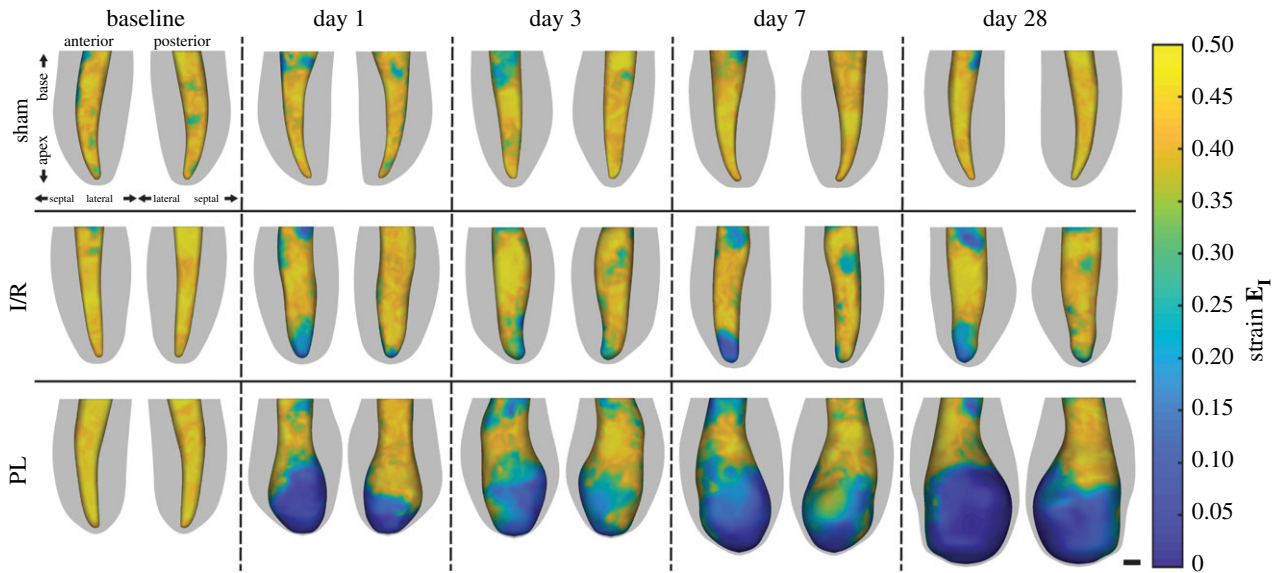 baseline
day 1
day 3
day 7
day 28
anterior
posterior
sham
base
apex
septal
lateral
lateral
septal
I/R
PL
0.50
0.45
0.40
0.35
0.30
0.25
0.20
0.15
0.10
0.05
0
strain E_I